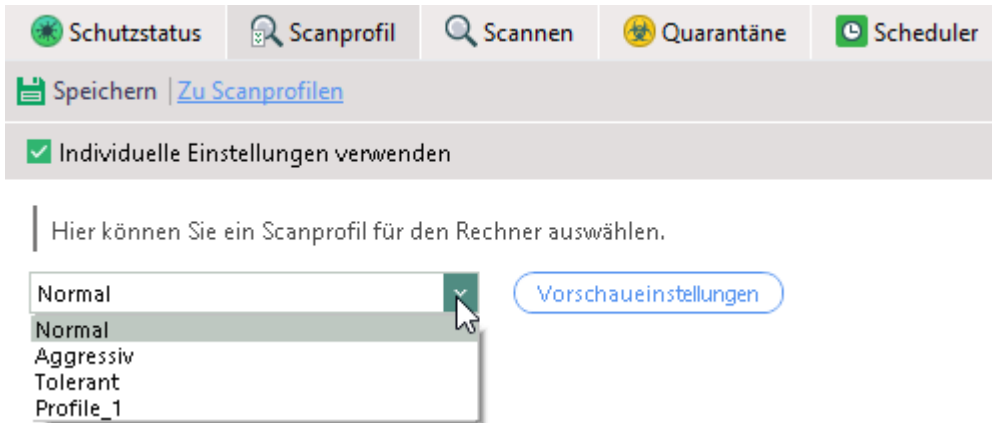 Schutzstatus Scanprofil Scannen Quarantäne Scheduler
Speichern | Zu Scanprofilen
Individuelle Einstellungen verwenden
Hier können Sie ein Scanprofil für den Rechner auswählen.
Normal Vorschaueinstellungen
Normal
Aggressiv
Tolerant
Profile_1